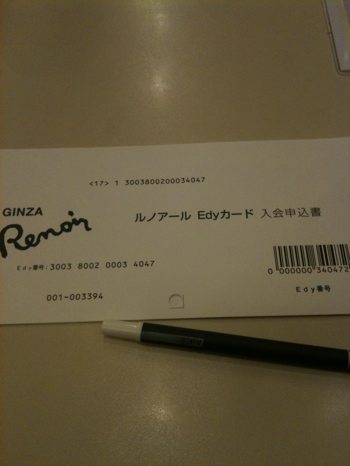 <17> 1 3003800200034047
GINZA
Renoir
ルノアール Edyカード 入会申込書
Edy番号:3003 8002 0003 4047
0 000000 340472
Edy番号
001-003394